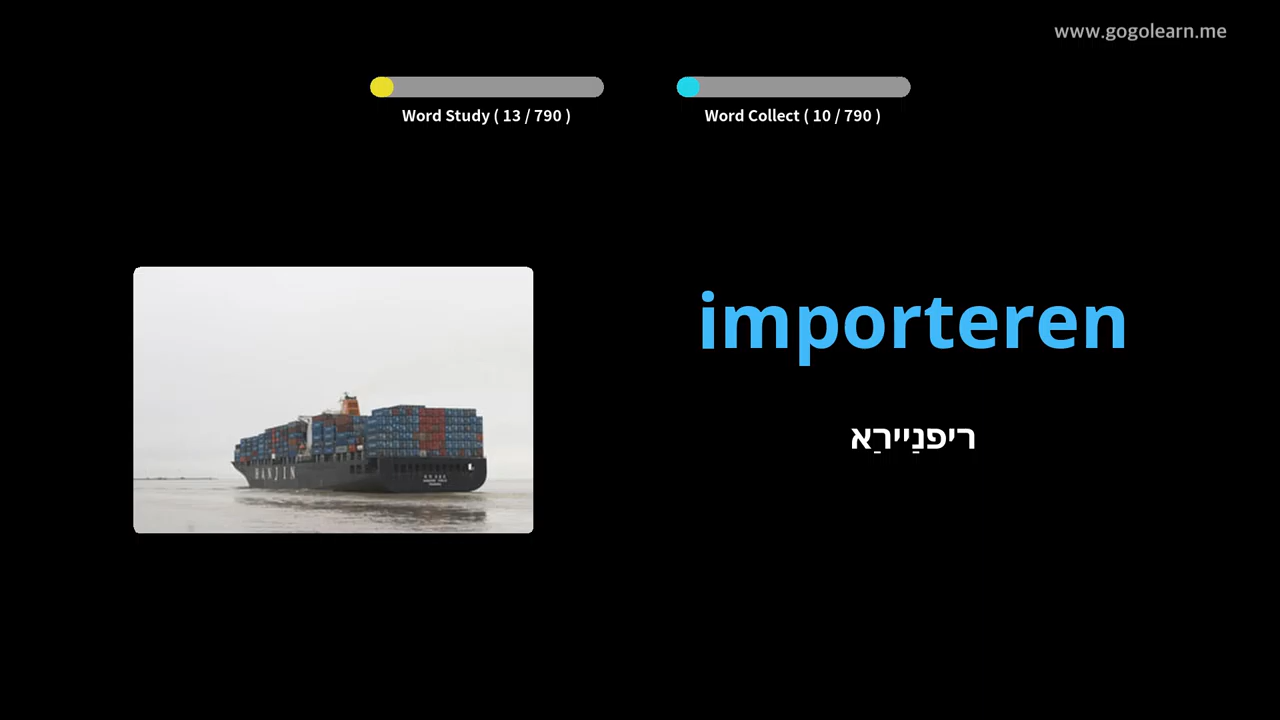 www.gogolearn.me
Word Study ( 13 / 790 )
Word Collect ( 10 / 790 )
importeren
ריפנַיירַא
HANJIN